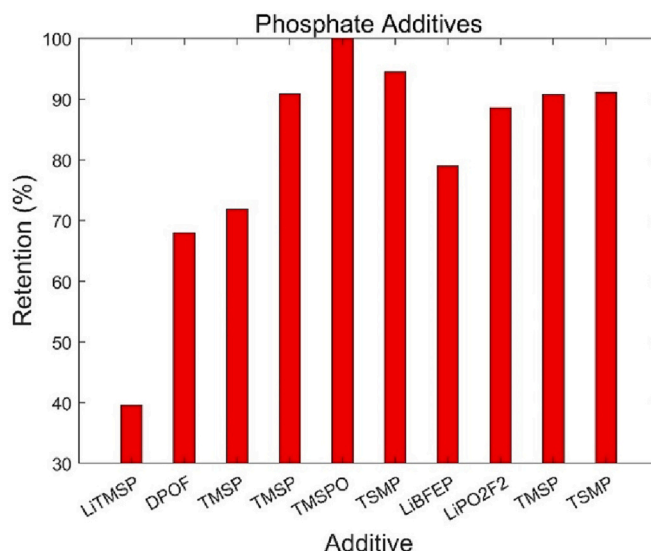 Phosphate Additives
Retention (%)
100
90
80
70
60
50
40
30
LiTMSP DPOF TMSP TMSP TMSPO TSMP LiBFEP LiPO2F2 TMSP TSMP
Additive